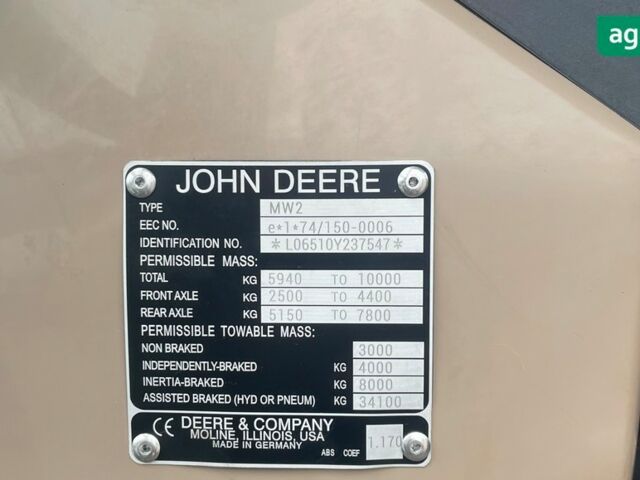 ag
JOHN DEERE
TYPE MW2
EEC NO. e*1*74/150-0006
IDENTIFICATION NO. *L06510Y237547*
PERMISSIBLE MASS:
TOTAL KG 5940 TO 10000
FRONT AXLE KG 2500 TO 4400
REAR AXLE KG 5150 TO 7800
PERMISSIBLE TOWABLE MASS:
NON BRAKED 3000
INDEPENDENTLY-BRAKED KG 4000
INERTIA-BRAKED KG 8000
ASSISTED BRAKED (HYD OR PNEUM) KG 34100
CE DEERE & COMPANY
MOLINE, ILLINOIS, USA
MADE IN GERMANY
ABS COEF 1.170